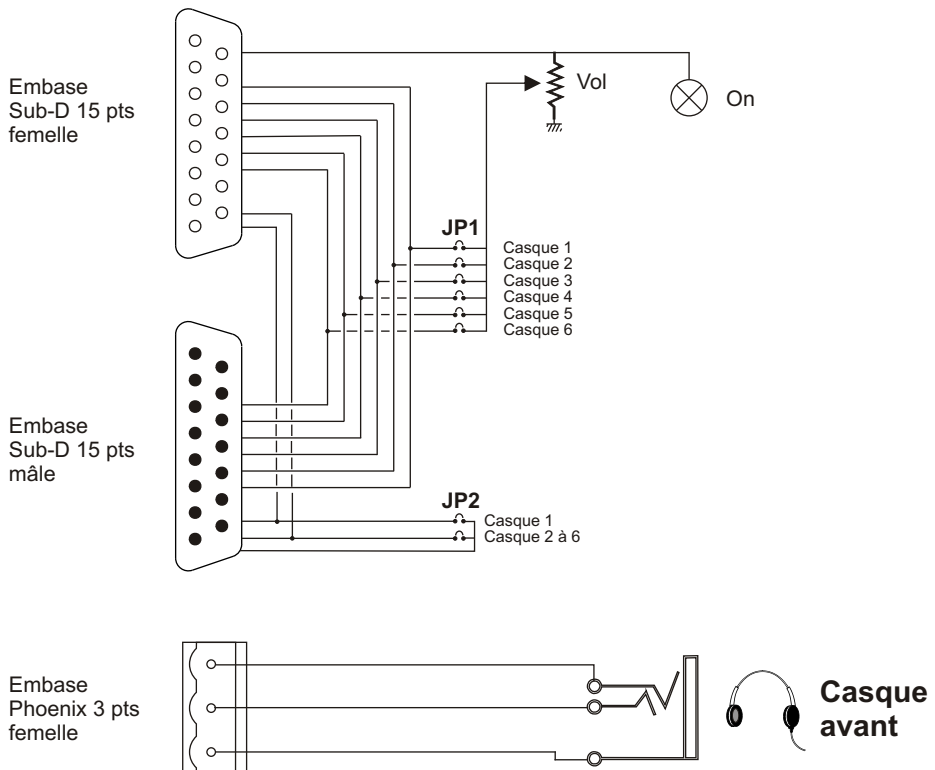 Embase
Sub-D 15 pts
femelle
Vol
On
JP1
Casque 1
Casque 2
Casque 3
Casque 4
Casque 5
Casque 6
Embase
Sub-D 15 pts
mâle
JP2
Casque 1
Casque 2 à 6
Embase
Phoenix 3 pts
femelle
Casque
avant